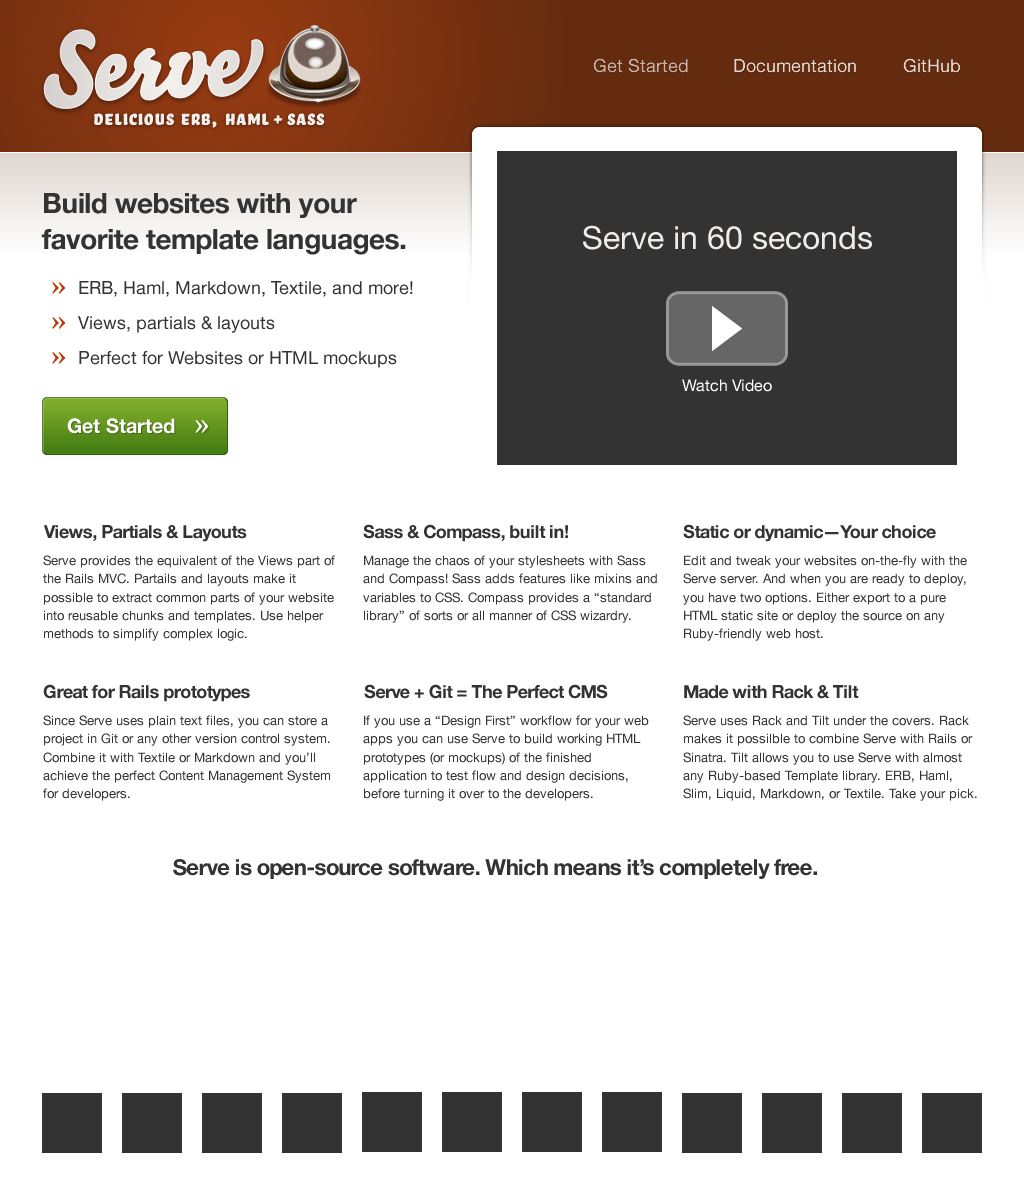 Serve
DELICIOUS ERB, HAML + SASS
Get Started
Documentation
GitHub
Build websites with your
favorite template languages.
ERB, Haml, Markdown, Textile, and more!
Views, partials & layouts
Perfect for Websites or HTML mockups
Get Started
Serve in 60 seconds
Watch Video
Views, Partials & Layouts
Serve provides the equivalent of the Views part of
the Rails MVC. Partails and layouts make it
possible to extract common parts of your website
into reusable chunks and templates. Use helper
methods to simplify complex logic.
Sass & Compass, built in!
Manage the chaos of your stylesheets with Sass
and Compass! Sass adds features like mixins and
variables to CSS. Compass provides a “standard
library” of sorts or all manner of CSS wizardry.
Static or dynamic—Your choice
Edit and tweak your websites on-the-fly with the
Serve server. And when you are ready to deploy,
you have two options. Either export to a pure
HTML static site or deploy the source on any
Ruby-friendly web host.
Great for Rails prototypes
Since Serve uses plain text files, you can store a
project in Git or any other version control system.
Combine it with Textile or Markdown and you’ll
achieve the perfect Content Management System
for developers.
Serve + Git = The Perfect CMS
If you use a “Design First” workflow for your web
apps you can use Serve to build working HTML
prototypes (or mockups) of the finished
application to test flow and design decisions,
before turning it over to the developers.
Made with Rack & Tilt
Serve uses Rack and Tilt under the covers. Rack
makes it possilble to combine Serve with Rails or
Sinatra. Tilt allows you to use Serve with almost
any Ruby-based Template library. ERB, Haml,
Slim, Liquid, Markdown, or Textile. Take your pick.
Serve is open-source software. Which means it’s completely free.